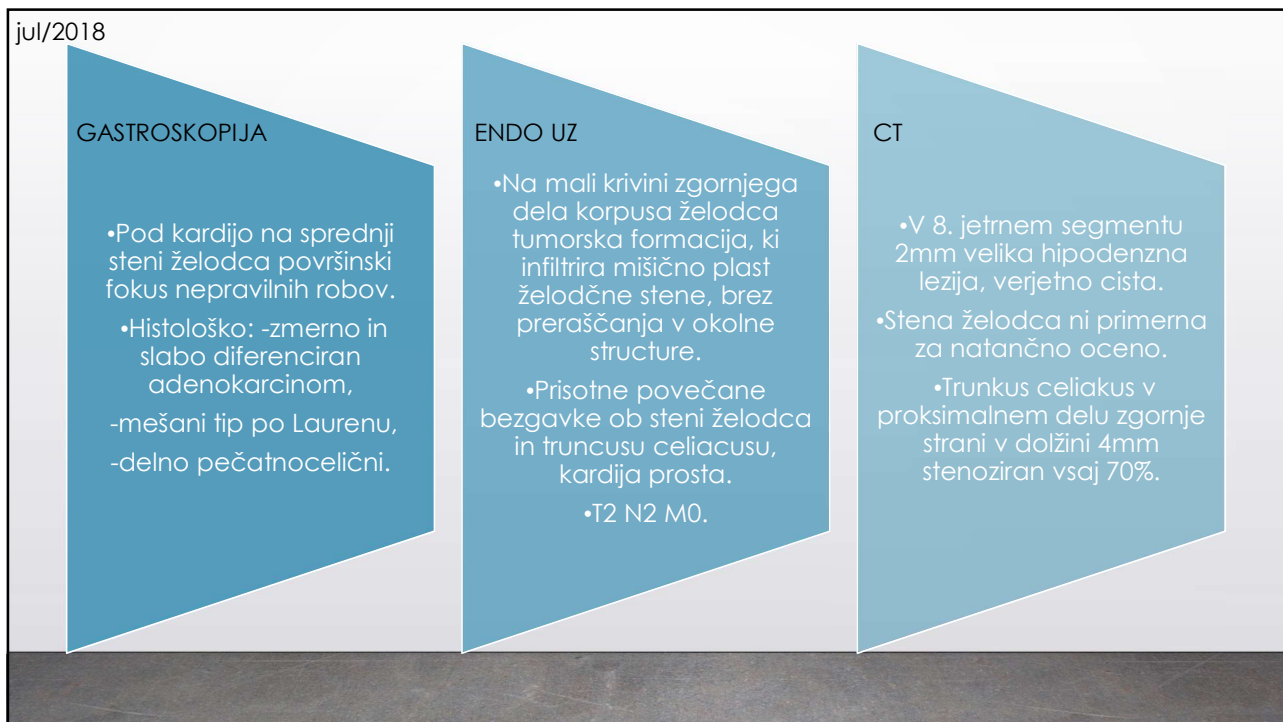 jul/2018
GASTROSKOPIJA
•Pod kardijo na sprednji
steni želodca površinski
fokus nepravilnih robov.
•Histološko: -zmerno in
slabo diferenciran
adenokarcinom,
-mešani tip po Laurenu,
-delno pečatnocelični.
ENDO UZ
•Na mali krivini zgornjega
dela korpusa želodca
tumorska formacija, ki
infiltrira mišično plast
želodčne stene, brez
preraščanja v okolne
structure.
•Prisotne povečane
bezgavke ob steni želodca
in truncusu celiacusu,
kardija prosta.
•T2 N2 M0.
CT
•V 8. jetrnem segmentu
2mm velika hipodenzna
lezija, verjetno cista.
•Stena želodca ni primerna
za natančno oceno.
•Trunkus celiakus v
proksimalnem delu zgornje
strani v dolžini 4mm
stenoziran vsaj 70%.